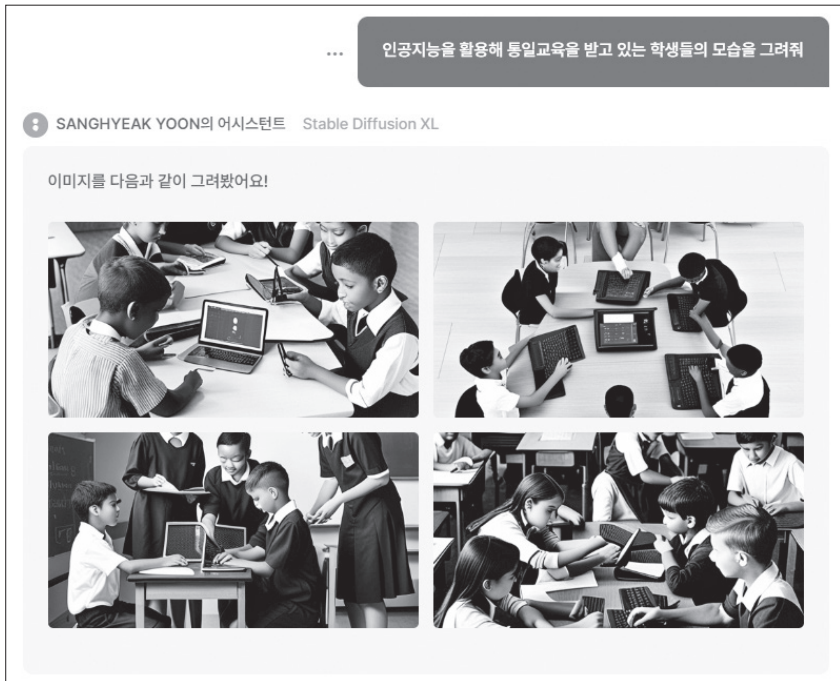 ...
인공지능을 활용해 통일교육을 받고 있는 학생들의 모습을 그려줘
SANGHYEAK YOON의 어시스턴트 Stable Diffusion XL
이미지를 다음과 같이 그려봤어요!